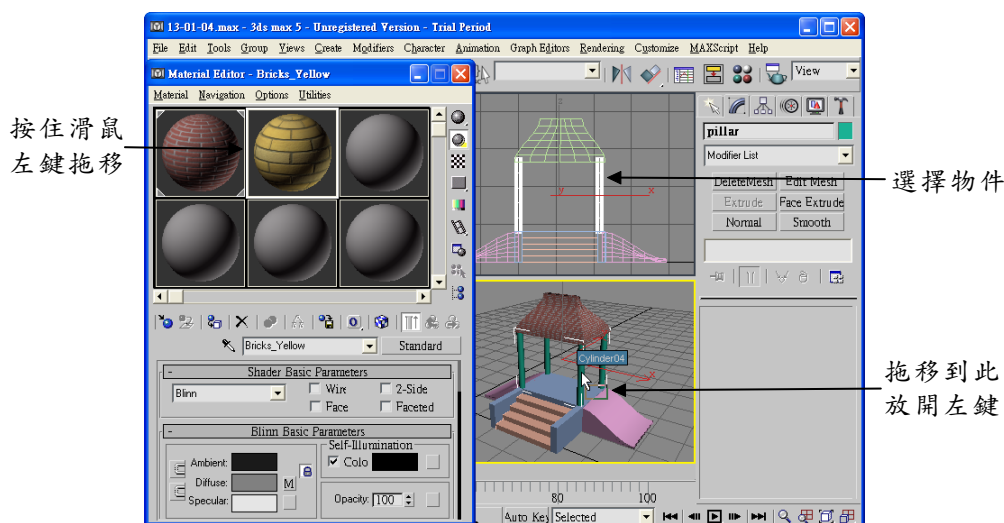 13-01-04.max - 3ds max 5 - Unregistered Version - Trial Period
File Edit Tools Group Views Create Modifiers Character Animation Graph Editors Rendering Customize MAXScript Help
View
Material Editor - Bricks_Yellow
Material Navigation Options Utilities
按住滑鼠
左鍵拖移
z
y
x
pillar
Modifier List
DeleteMesh Edit Mesh
Extrude Face Extrude
Normal Smooth
選擇物件
Cylinder04
x
拖移到此
放開左鍵
Bricks_Yellow Standard
- Shader Basic Parameters
Blinn
Wire 2-Side
Face Faceted
- Blinn Basic Parameters
Self-Illumination
Ambient: Colo
Diffuse: M
Specular: Opacity: 100
80 100
Auto Key Selected